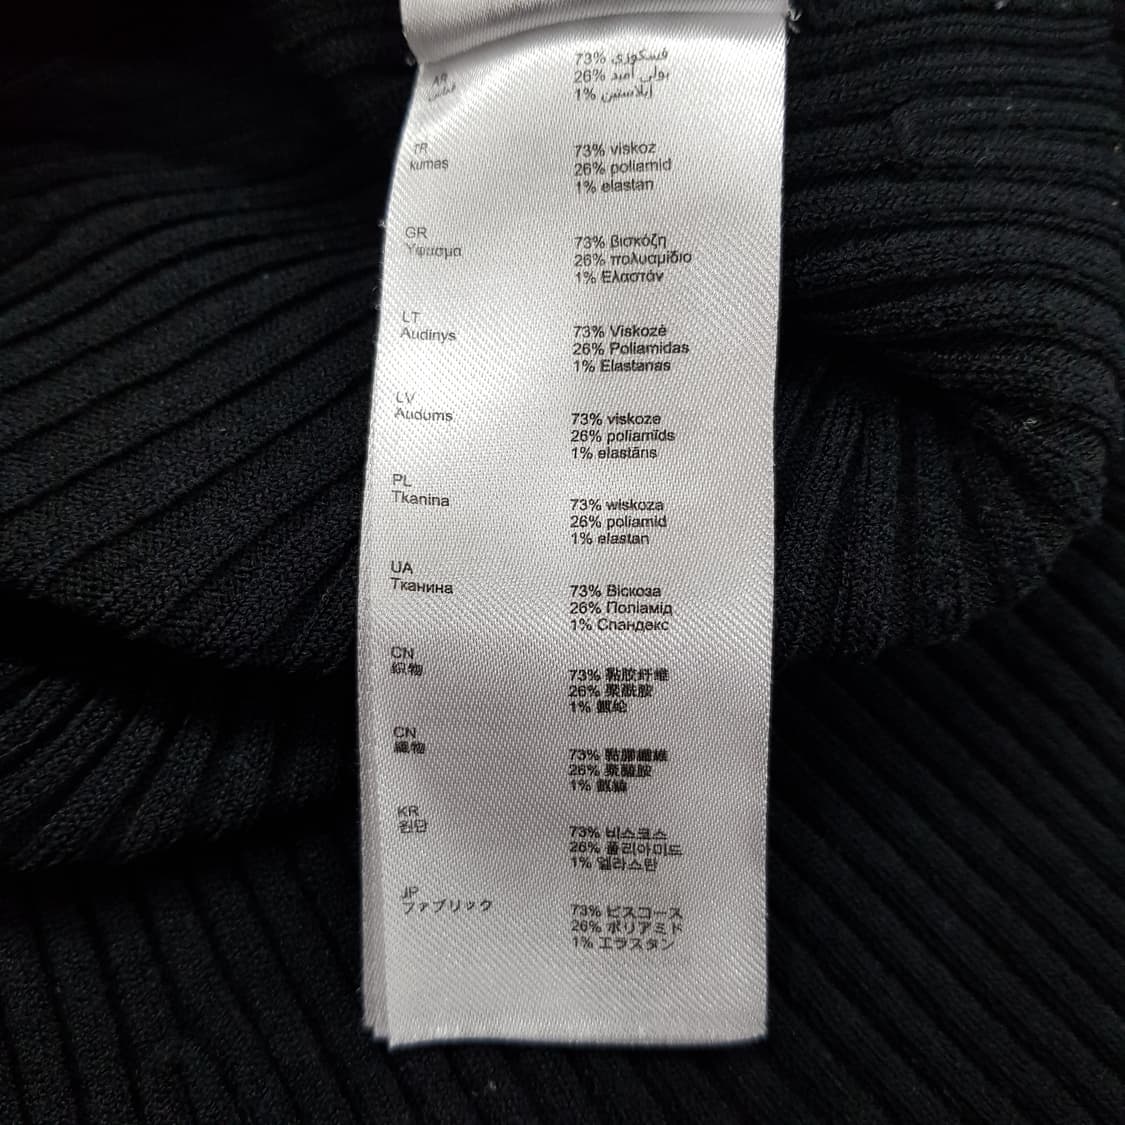 AR
قماش
73% فسكوزي
26% بولي أميد
1% إيلاستين
TR
kumaş
73% viskoz
26% poliamid
1% elastan
GR
Υφασμα
73% βισκόζη
26% πολυαμίδιο
1% Ελαστάν
LT
Audinys
73% Viskozė
26% Poliamidas
1% Elastanas
LV
Audums
73% viskoze
26% poliamīds
1% elastāns
PL
Tkanina
73% wiskoza
26% poliamid
1% elastan
UA
Тканина
73% Віскоза
26% Поліамід
1% Спандекс
CN
织物
73% 黏胶纤维
26% 聚酰胺
1% 氨纶
CN
織物
73% 黏膠纖維
26% 聚醯胺
1% 氨綸
KR
원단
73% 비스코스
26% 폴리아미드
1% 엘라스탄
JP
ファブリック
73% ビスコース
26% ポリアミド
1% エラスタン